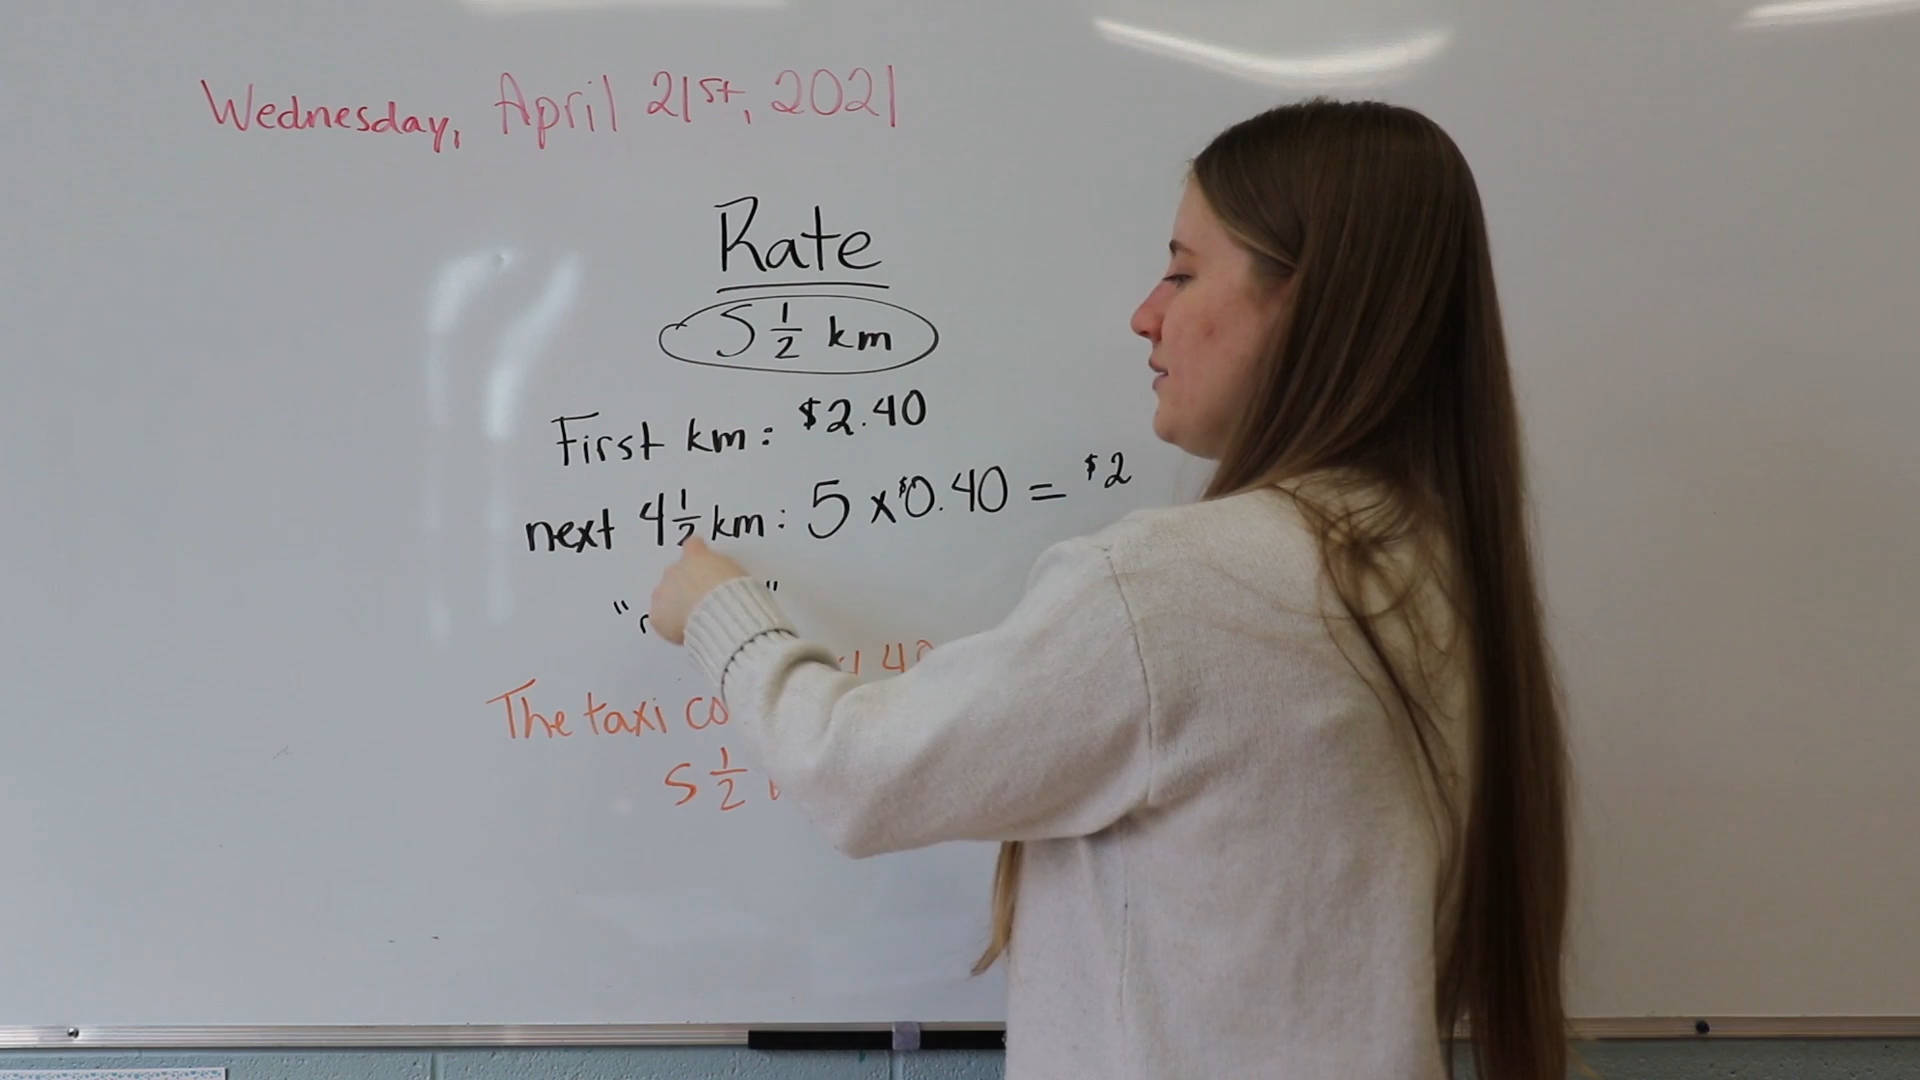 Wednesday, April 21st, 2021
Rate
5 1/2 km
First km: $2.40
next 4 1/2 km: 5 x $0.40 = $2
The taxi
5 1/2